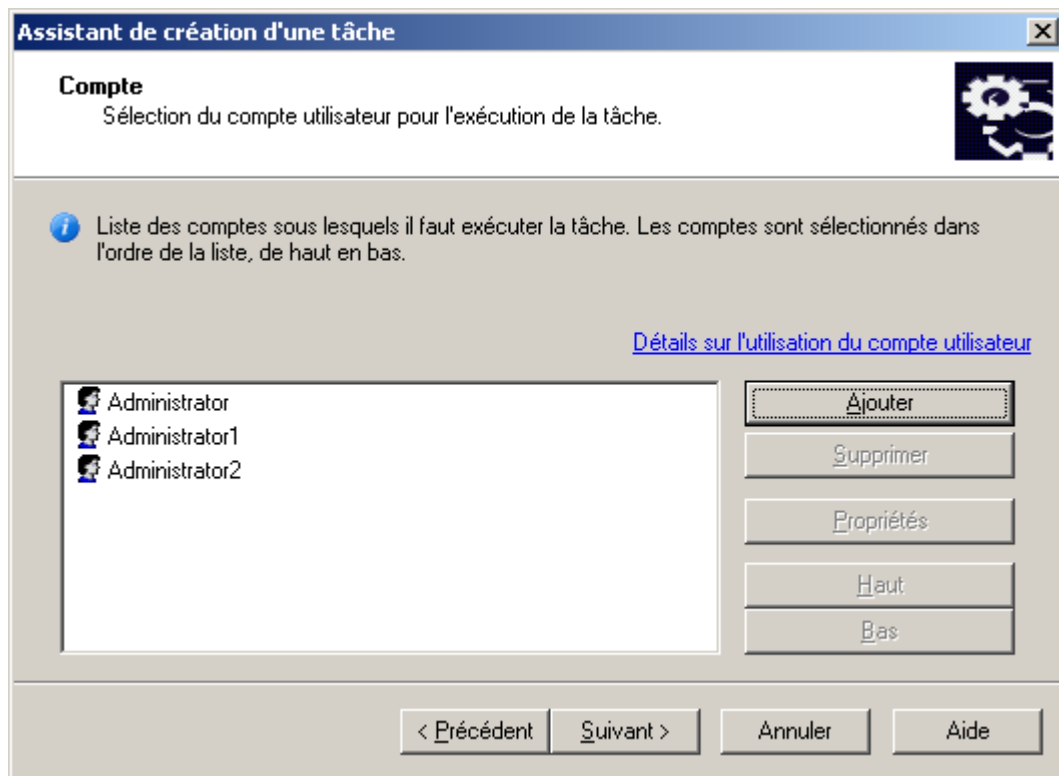 Assistant de création d'une tâche
Compte
Sélection du compte utilisateur pour l'exécution de la tâche.
Liste des comptes sous lesquels il faut exécuter la tâche. Les comptes sont sélectionnés dans
l'ordre de la liste, de haut en bas.
Détails sur l'utilisation du compte utilisateur
Administrator
Administrator1
Administrator2
Ajouter
Supprimer
Propriétés
Haut
Bas
< Précédent
Suivant >
Annuler
Aide